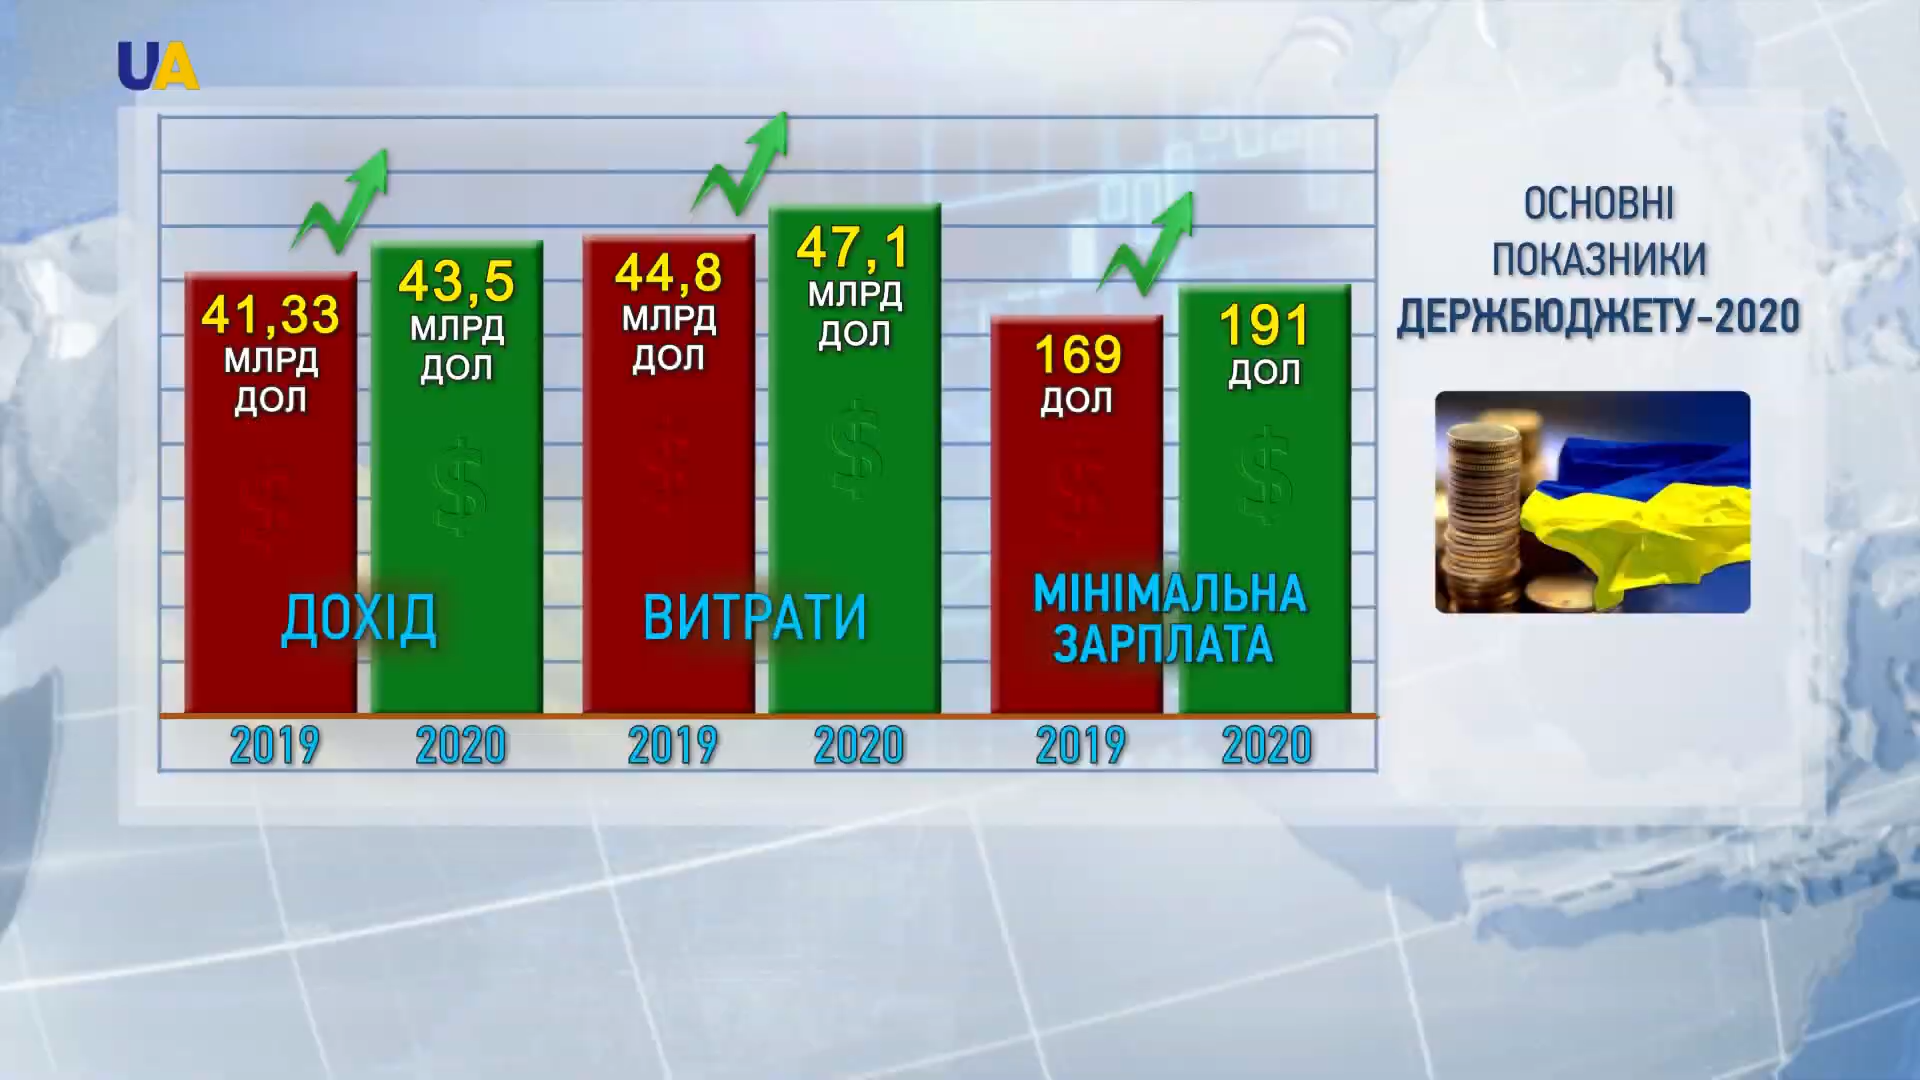 UA
41,33
МЛРД
ДОЛ
43,5
МЛРД
ДОЛ
ДОХІД
2019
2020
44,8
МЛРД
ДОЛ
47,1
МЛРД
ДОЛ
ВИТРАТИ
2019
2020
169
ДОЛ
191
ДОЛ
МІНІМАЛЬНА
ЗАРПЛАТА
2019
2020
ОСНОВНІ
ПОКАЗНИКИ
ДЕРЖБЮДЖЕТУ-2020